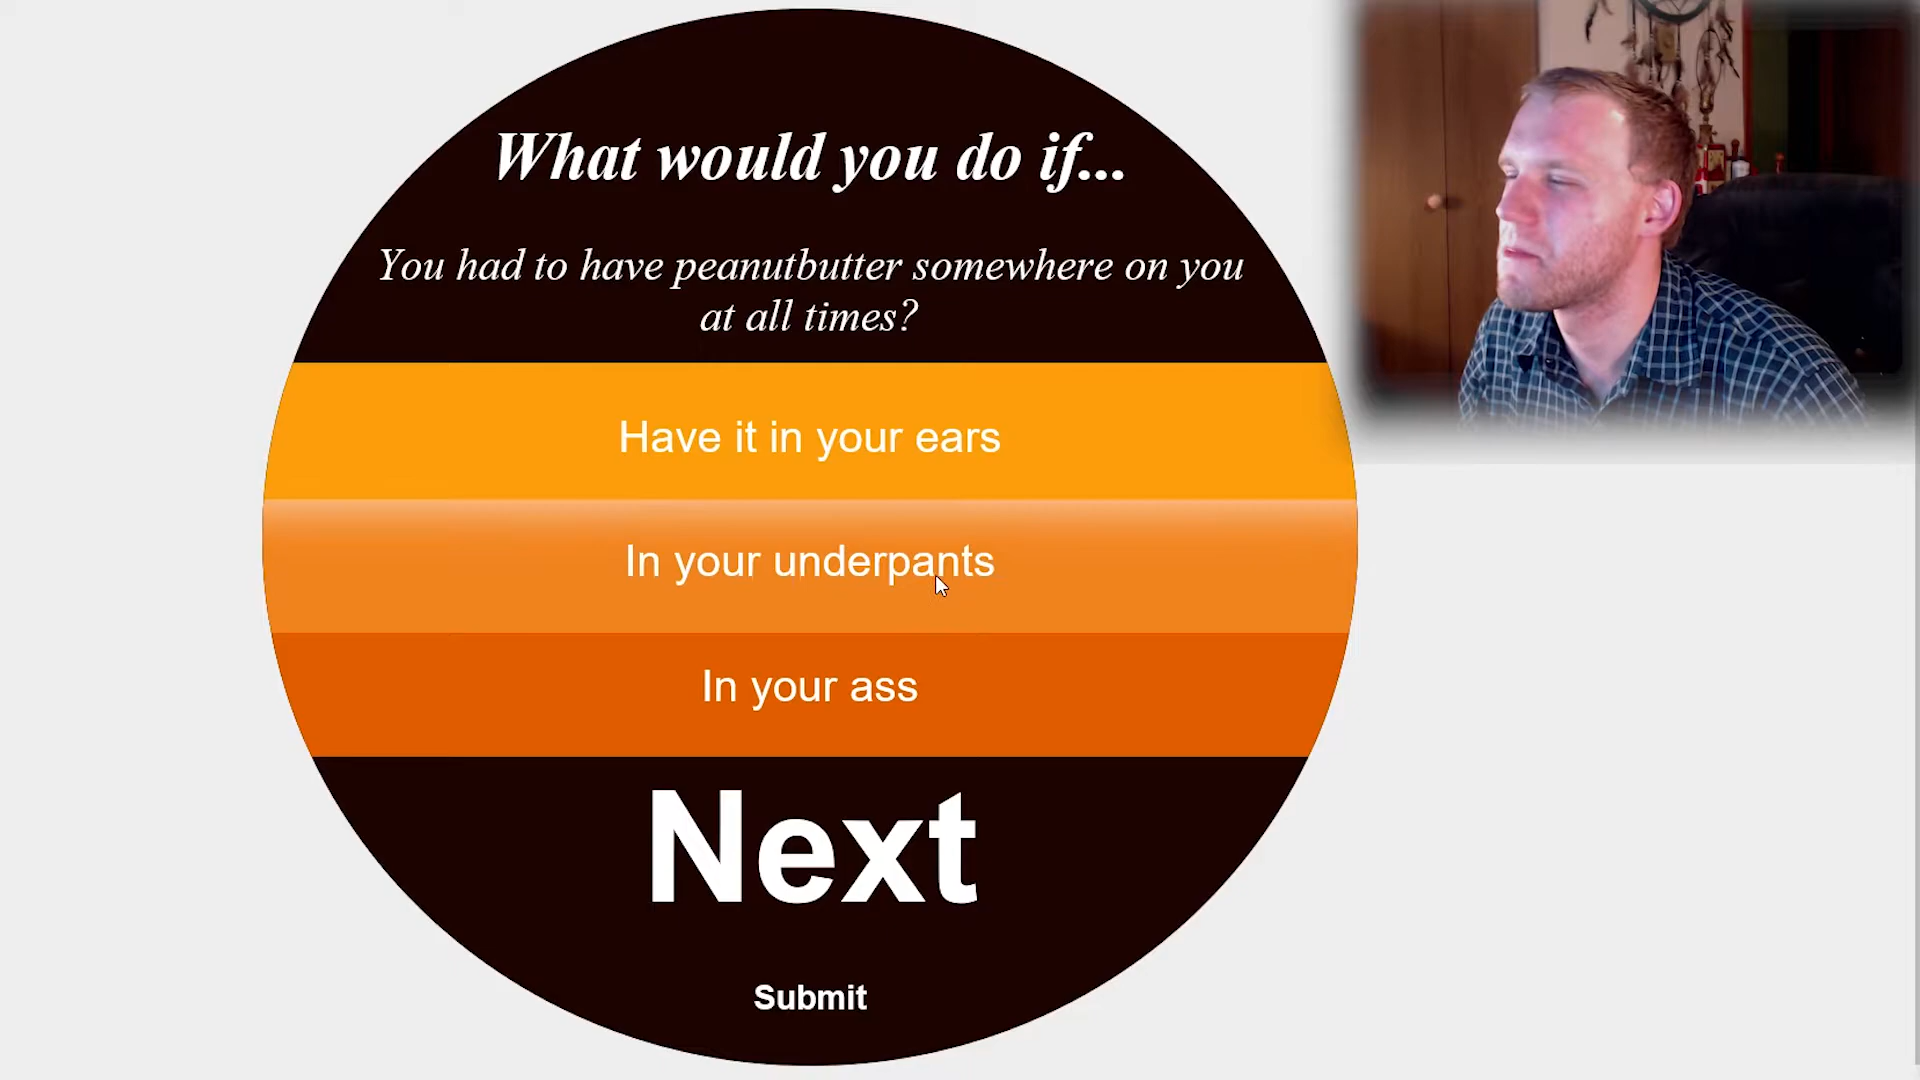 What would you do if...
You had to have peanutbutter somewhere on you
at all times?
Have it in your ears
In your underpants
In your ass
Next
Submit